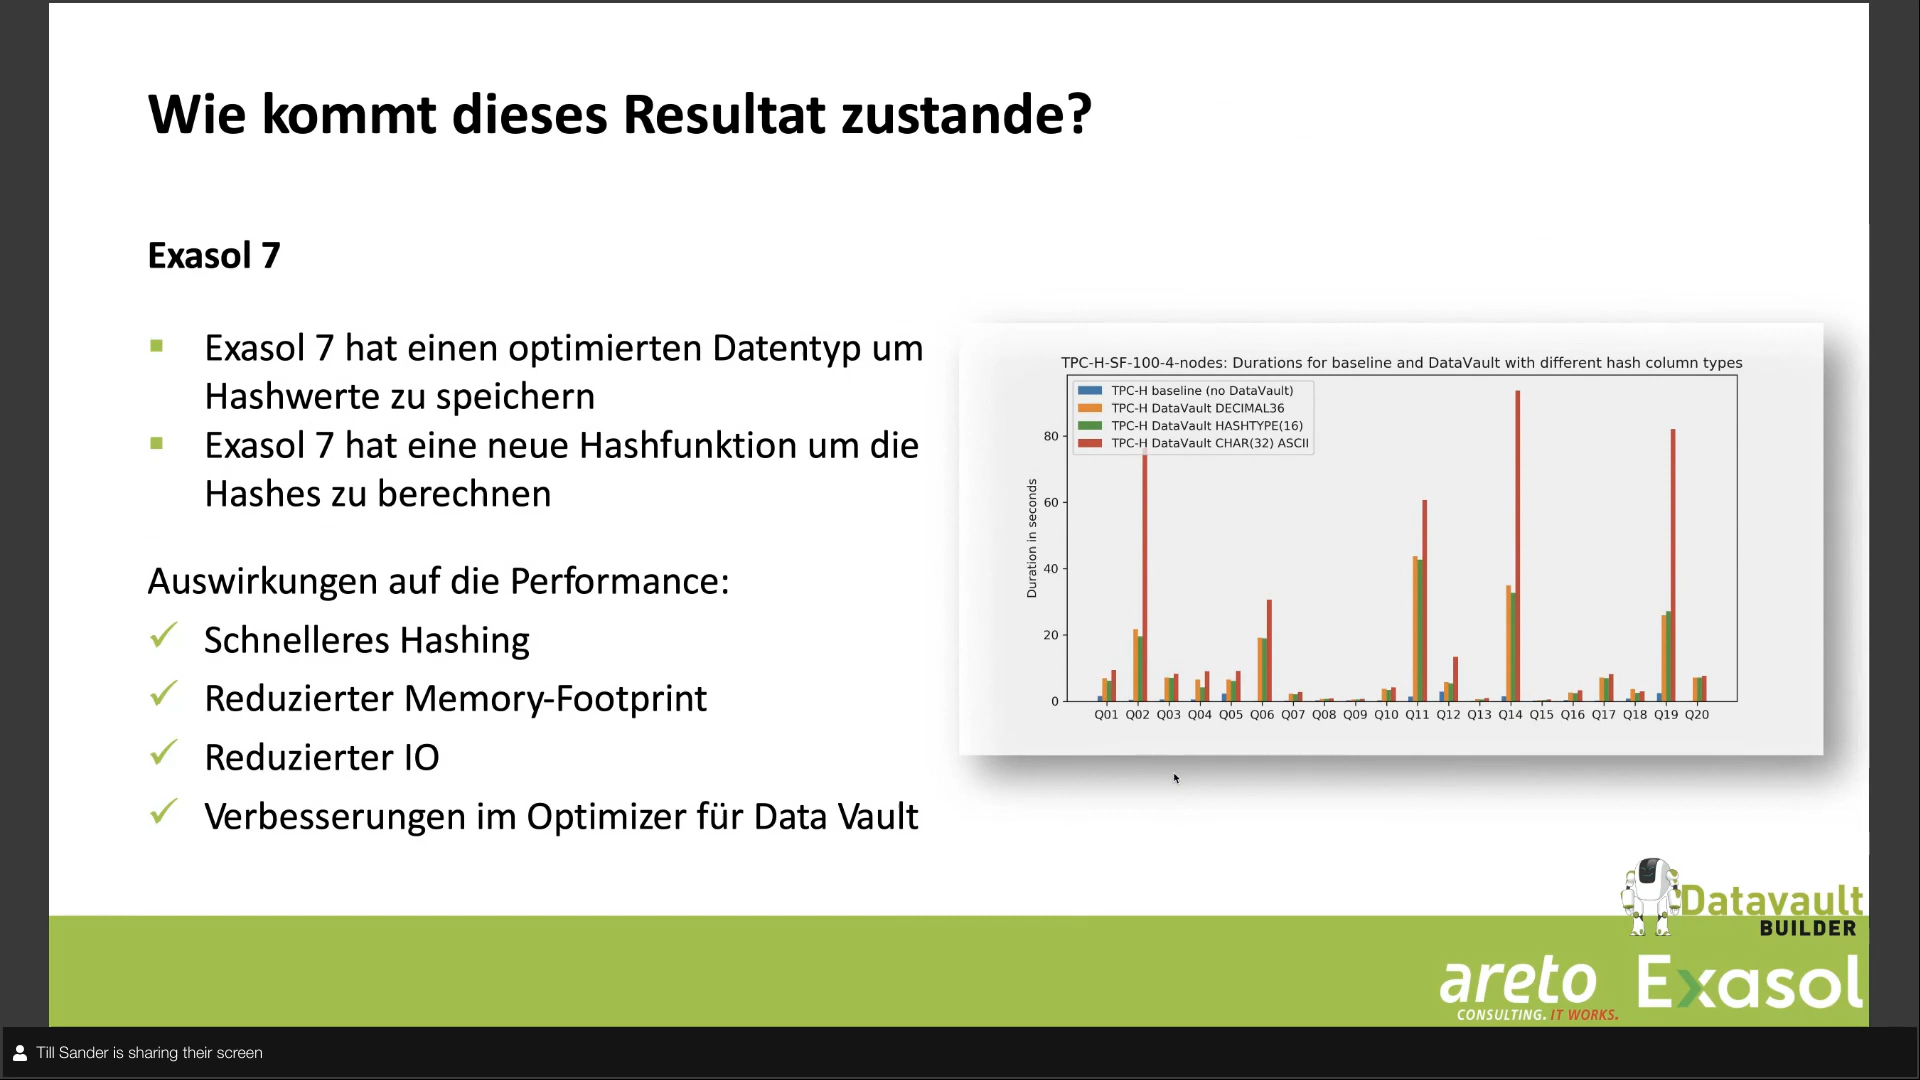 Wie kommt dieses Resultat zustande?
Exasol 7
Exasol 7 hat einen optimierten Datentyp um
Hashwerte zu speichern
Exasol 7 hat eine neue Hashfunktion um die
Hashes zu berechnen
Auswirkungen auf die Performance:
Schnelleres Hashing
Reduzierter Memory-Footprint
Reduzierter IO
Verbesserungen im Optimizer für Data Vault
TPC-H-SF-100-4-nodes: Durations for baseline and DataVault with different hash column types
TPC-H baseline (no DataVault)
TPC-H DataVault DECIMAL36
TPC-H DataVault HASHTYPE(16)
TPC-H DataVault CHAR(32) ASCII
Duration in seconds
80
60
40
20
0
Q01 Q02 Q03 Q04 Q05 Q06 Q07 Q08 Q09 Q10 Q11 Q12 Q13 Q14 Q15 Q16 Q17 Q18 Q19 Q20
Datavault
BUILDER
areto
CONSULTING. IT WORKS.
Exasol
Till Sander is sharing their screen